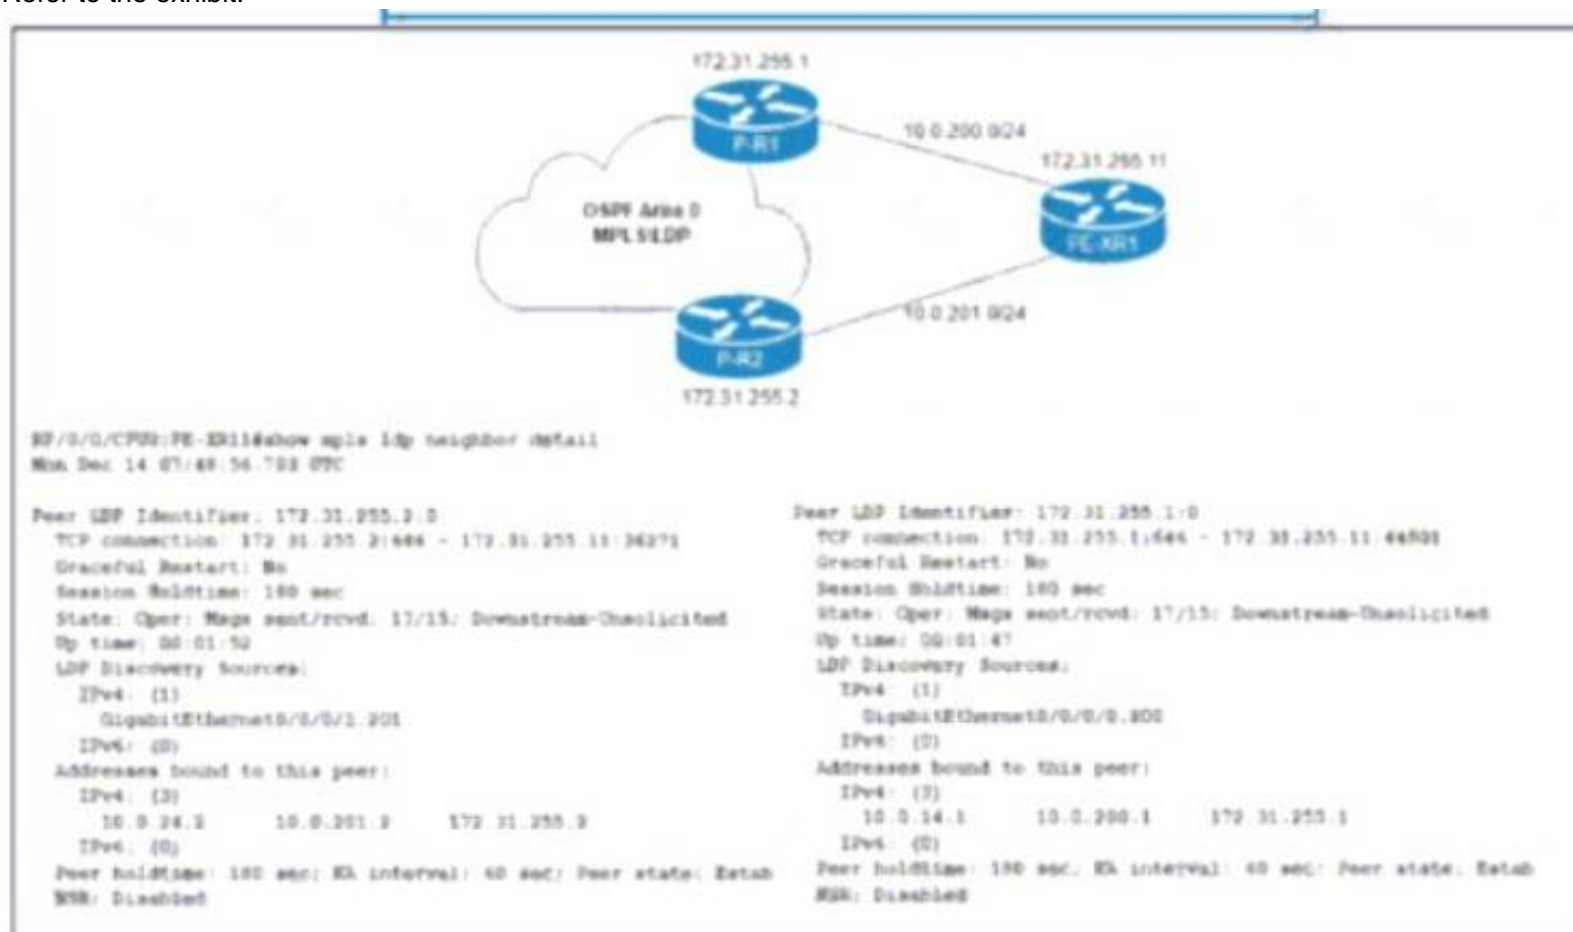 Refer to the exhibit.
172.31.255.1
P-R1
10.0.200.0/24
172.31.255.11
OSPF Area 0
MPLS\LDP
PE-XR1
10.0.201.0/24
P-R2
172.31.255.2
RP/0/0/CPU0:PE-XR11#show mpls ldp neighbor detail
Mon Dec 14 07:48:56.703 UTC
Peer LDP Identifier: 172.31.255.2:0
TCP connection: 172.31.255.2:646 - 172.31.255.11:36271
Graceful Restart: No
Session Holdtime: 180 sec
State: Oper; Msgs sent/rcvd: 17/15; Downstream-Unsolicited
Up time: 00:01:52
LDP Discovery Sources:
IPv4: (1)
GigabitEthernet0/0/0/1.201
IPv6: (0)
Addresses bound to this peer:
IPv4: (3)
10.0.24.2 10.0.201.2 172.31.255.2
IPv6: (0)
Peer holdtime: 180 sec; KA interval: 60 sec; Peer state: Estab
NSR: Disabled
Peer LDP Identifier: 172.31.255.1:0
TCP connection: 172.31.255.1:646 - 172.31.255.11:44801
Graceful Restart: No
Session Holdtime: 180 sec
State: Oper; Msgs sent/rcvd: 17/15; Downstream-Unsolicited
Up time: 00:01:47
LDP Discovery Sources:
IPv4: (1)
GigabitEthernet0/0/0/0.200
IPv6: (0)
Addresses bound to this peer:
IPv4: (3)
10.0.14.1 10.0.200.1 172.31.255.1
IPv6: (0)
Peer holdtime: 180 sec; KA interval: 60 sec; Peer state: Estab
NSR: Disabled